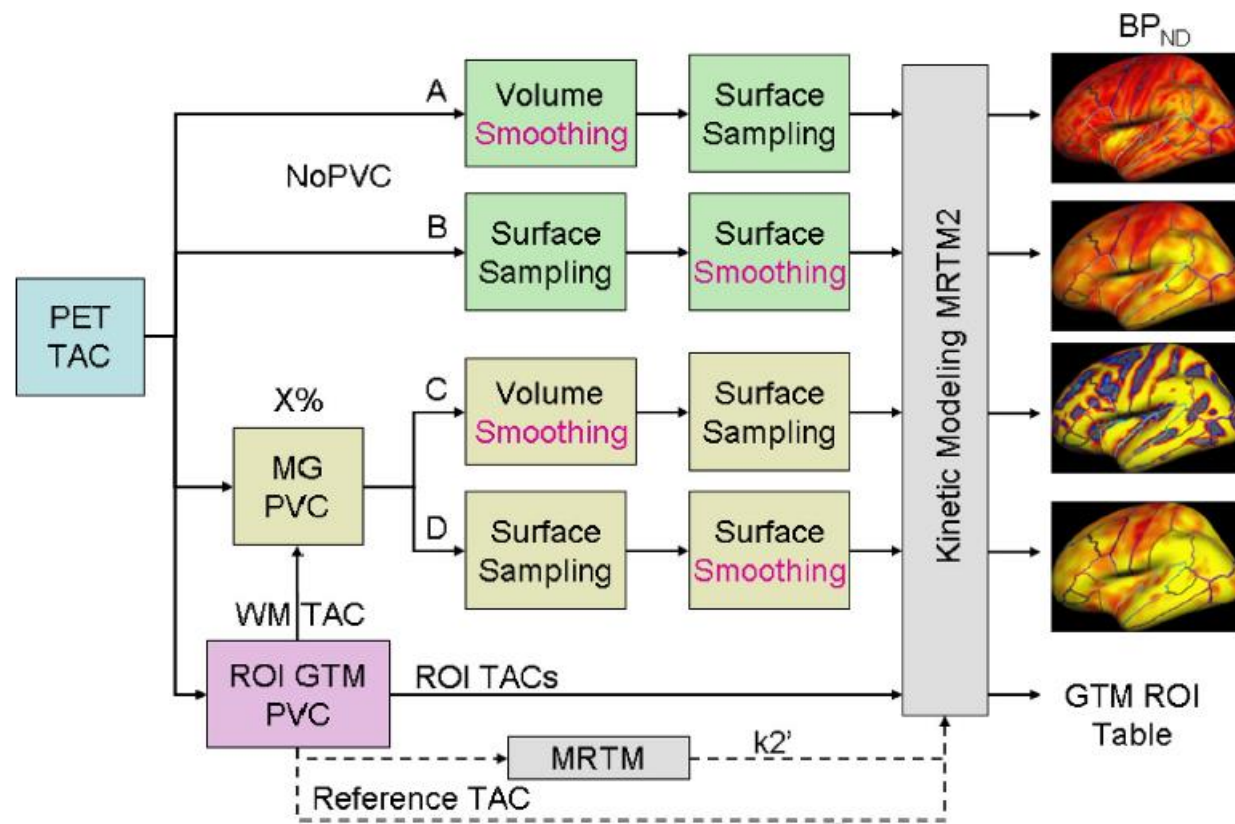 BP_ND
A
Volume
Smoothing
Surface
Sampling
NoPVC
B
Surface
Sampling
Surface
Smoothing
PET
TAC
X%
MG
PVC
C
Volume
Smoothing
Surface
Sampling
D
Surface
Sampling
Surface
Smoothing
Kinetic Modeling MRTM2
WM TAC
ROI GTM
PVC
ROI TACs
GTM ROI
Table
MRTM
k2'
Reference TAC